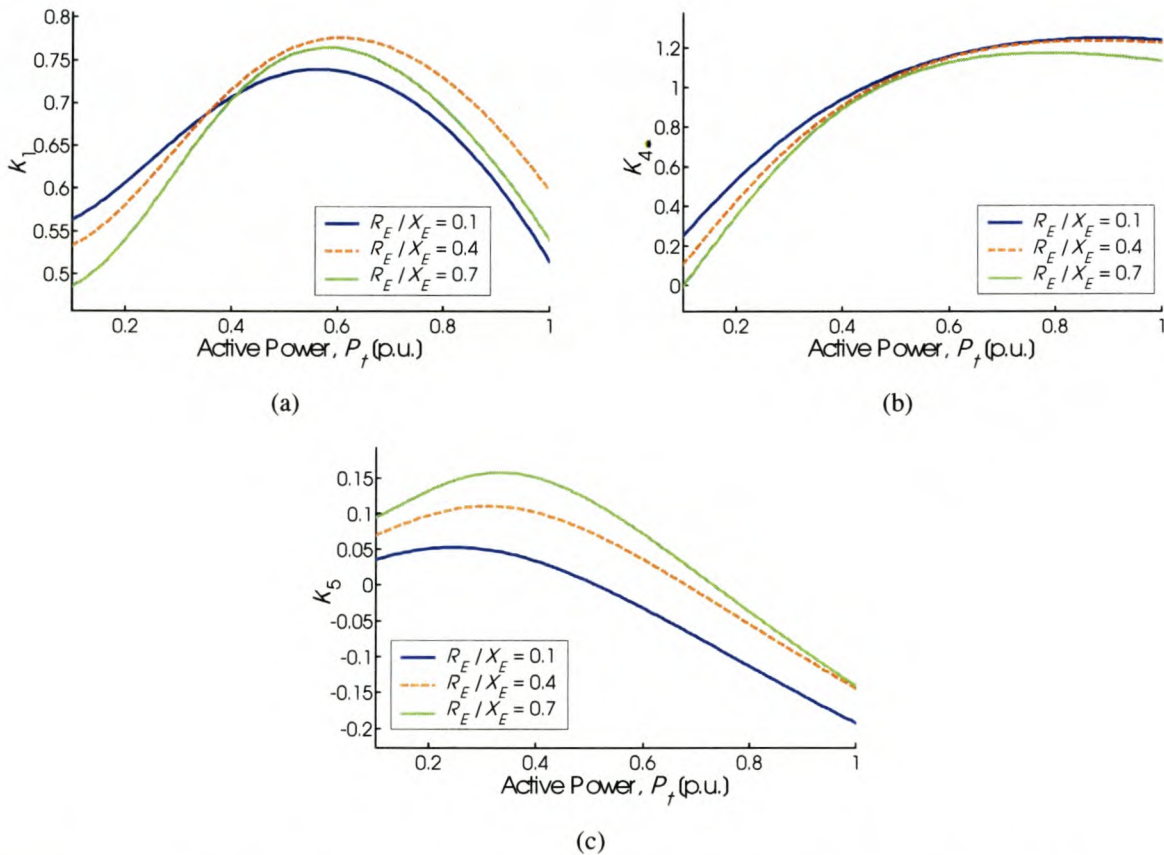 0.8
0.75
0.7
0.65
0.6
0.55
0.5
K1
R_E / X_E = 0.1
R_E / X_E = 0.4
R_E / X_E = 0.7
0.2 0.4 0.6 0.8 1
Active Power, P_t (p.u.)
(a)
1.2
1
0.8
0.6
0.4
0.2
0
K4
R_E / X_E = 0.1
R_E / X_E = 0.4
R_E / X_E = 0.7
0.2 0.4 0.6 0.8 1
Active Power, P_t (p.u.)
(b)
0.15
0.1
0.05
0
-0.05
-0.1
-0.15
-0.2
K5
R_E / X_E = 0.1
R_E / X_E = 0.4
R_E / X_E = 0.7
0.2 0.4 0.6 0.8 1
Active Power, P_t (p.u.)
(c)